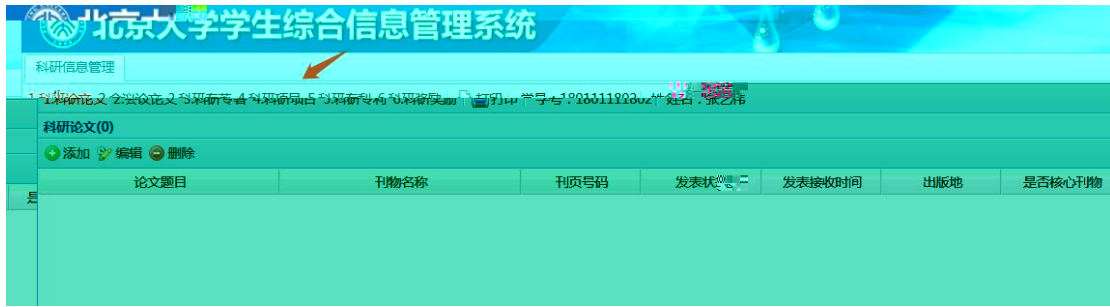 北京大学学生综合信息管理系统
科研信息管理
1.科研论文 2.会议论文 3.科研专著 4.科研项目 5.科研专利 6.科研奖励 打印 学号:
科研论文(0)
添加 编辑 删除
论文题目 刊物名称 刊页号码 发表状 发表接收时间 出版地 是否核心刊物
是